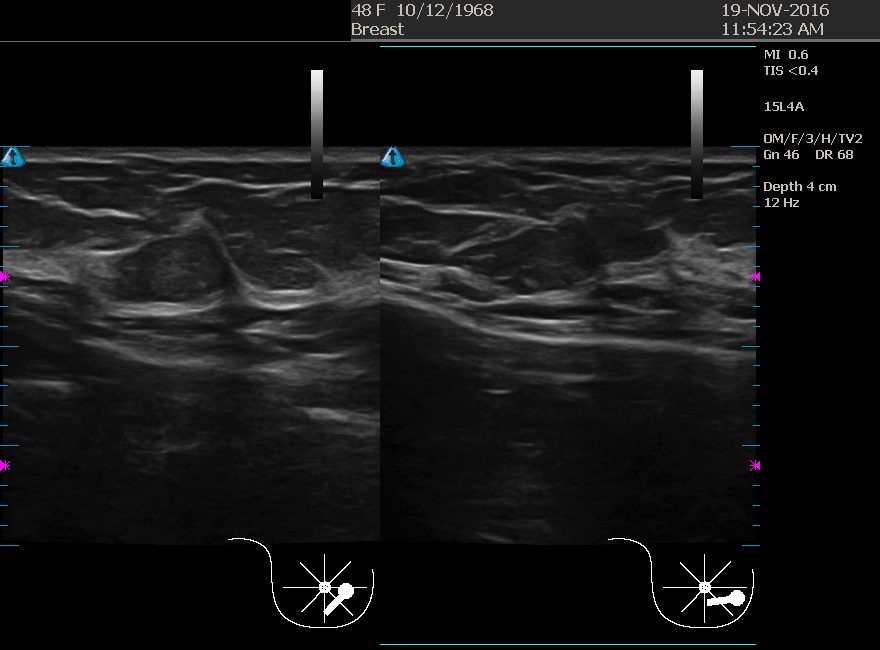 48 F 10/12/1968
19-NOV-2016
Breast
11:54:23 AM
MI 0.6
TIS <0.4
15L4A
OM/F/3/H/TV2
Gn 46 DR 68
Depth 4 cm
12 Hz